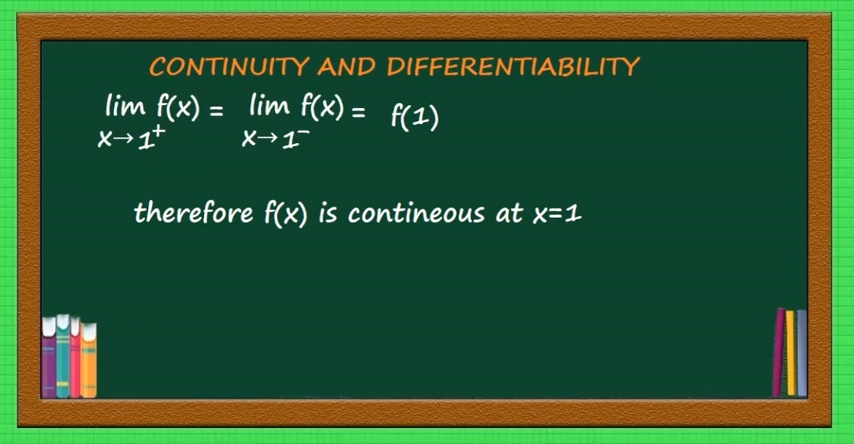 CONTINUITY AND DIFFERENTIABILITY
lim f(x) = lim f(x) = f(1)
x→1⁺ x→1⁻
therefore f(x) is contineous at x=1